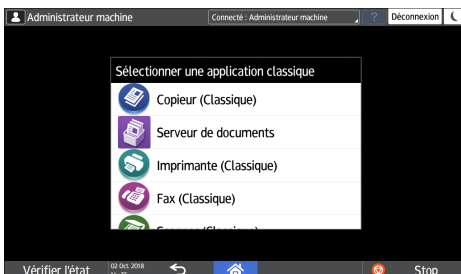 Administrateur machine
Connecté : Administrateur machine
?
Déconnexion
Sélectionner une application classique
Copieur (Classique)
Serveur de documents
Imprimante (Classique)
Fax (Classique)
Vérifier l'état
02 Oct. 2018
Stop